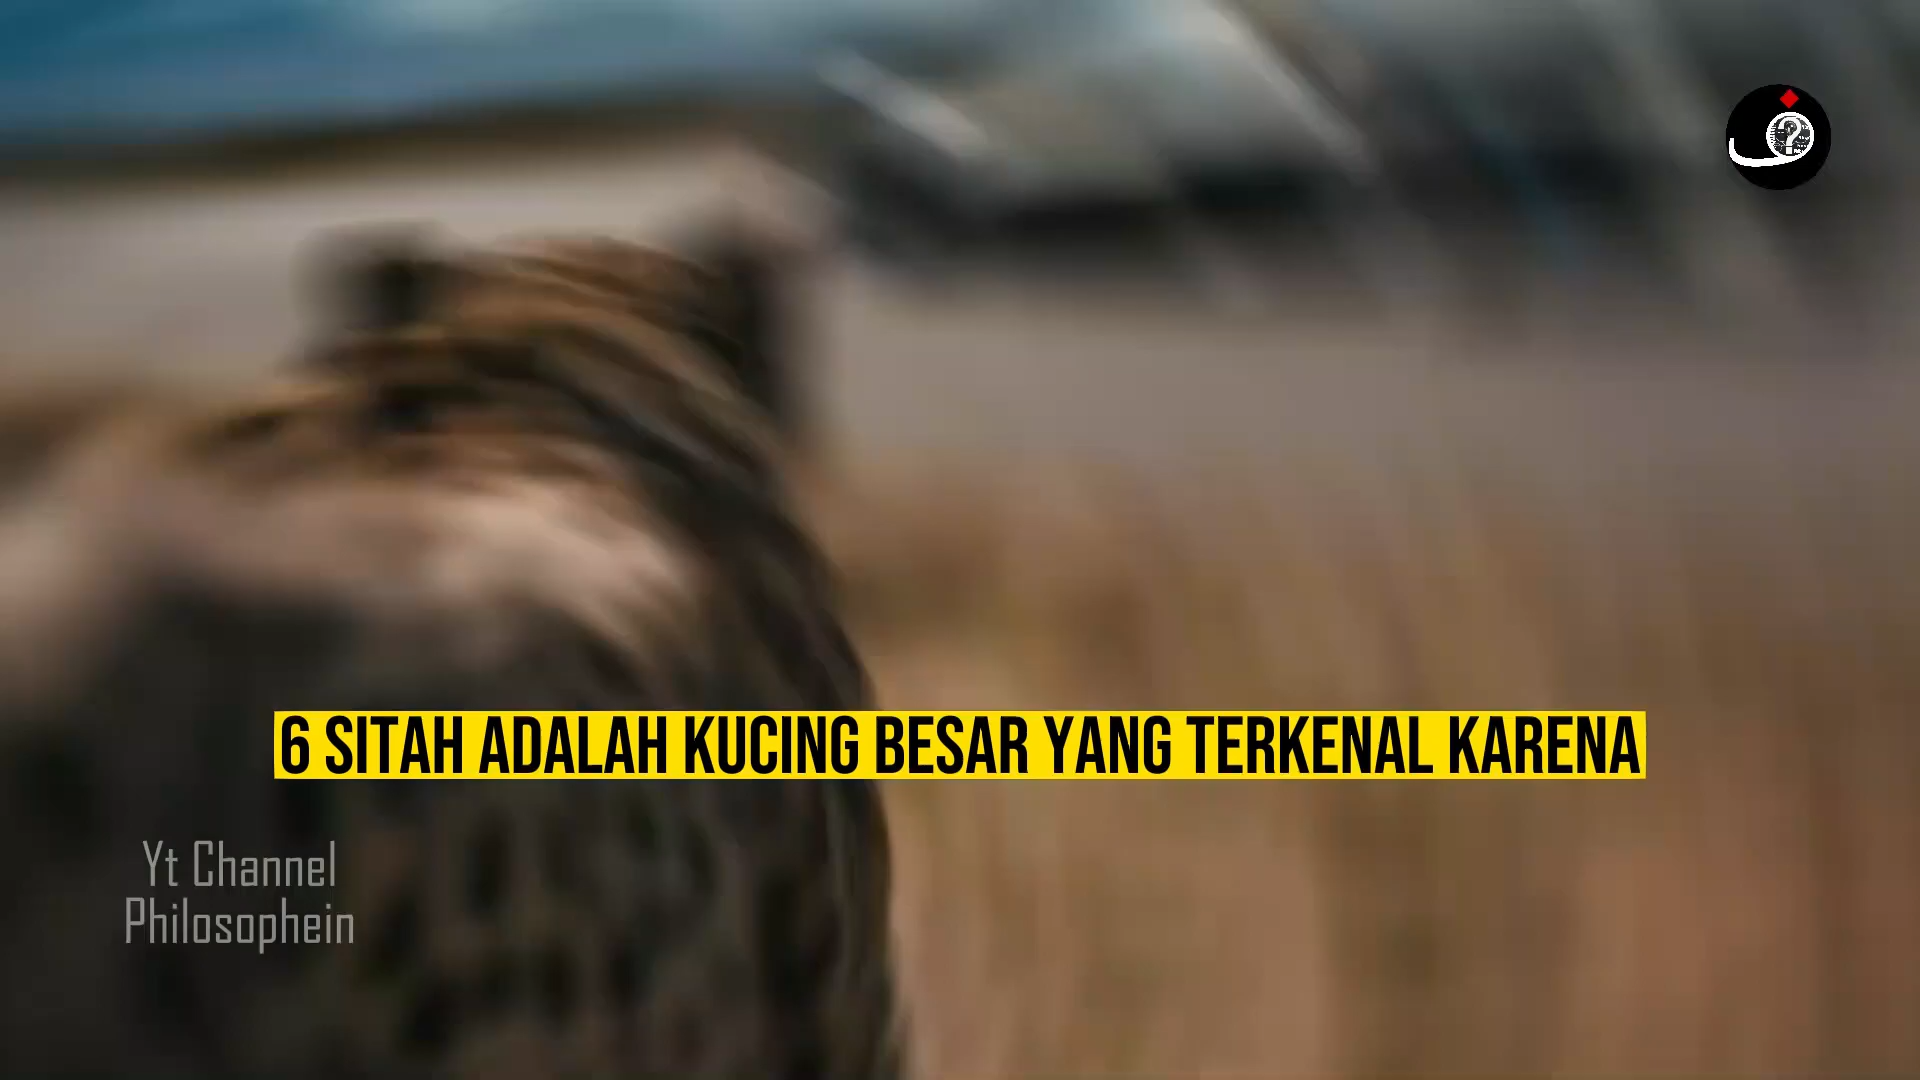 6 SITAH ADALAH KUCING BESAR YANG TERKENAL KARENA
Yt Channel
Philosophein